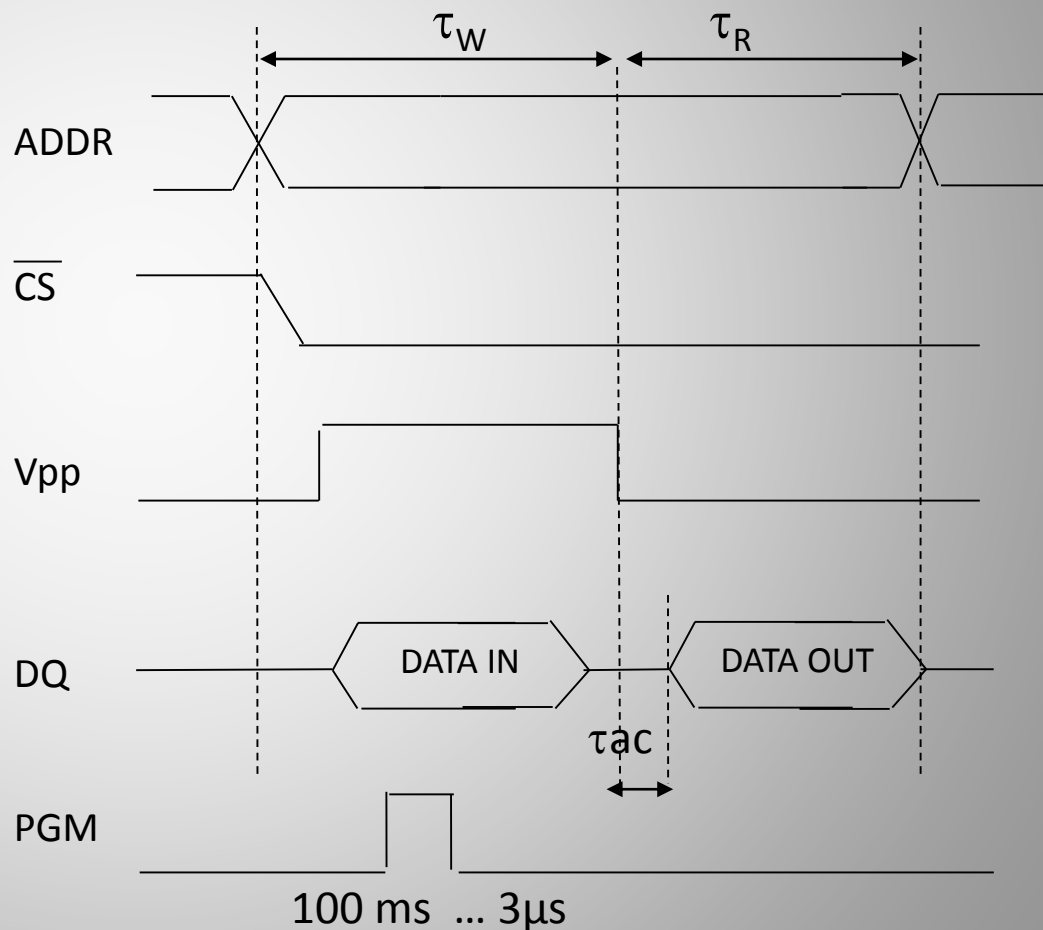 τW τR
ADDR
CS
Vpp
DQ DATA IN DATA OUT
τac
PGM
100 ms ... 3µs